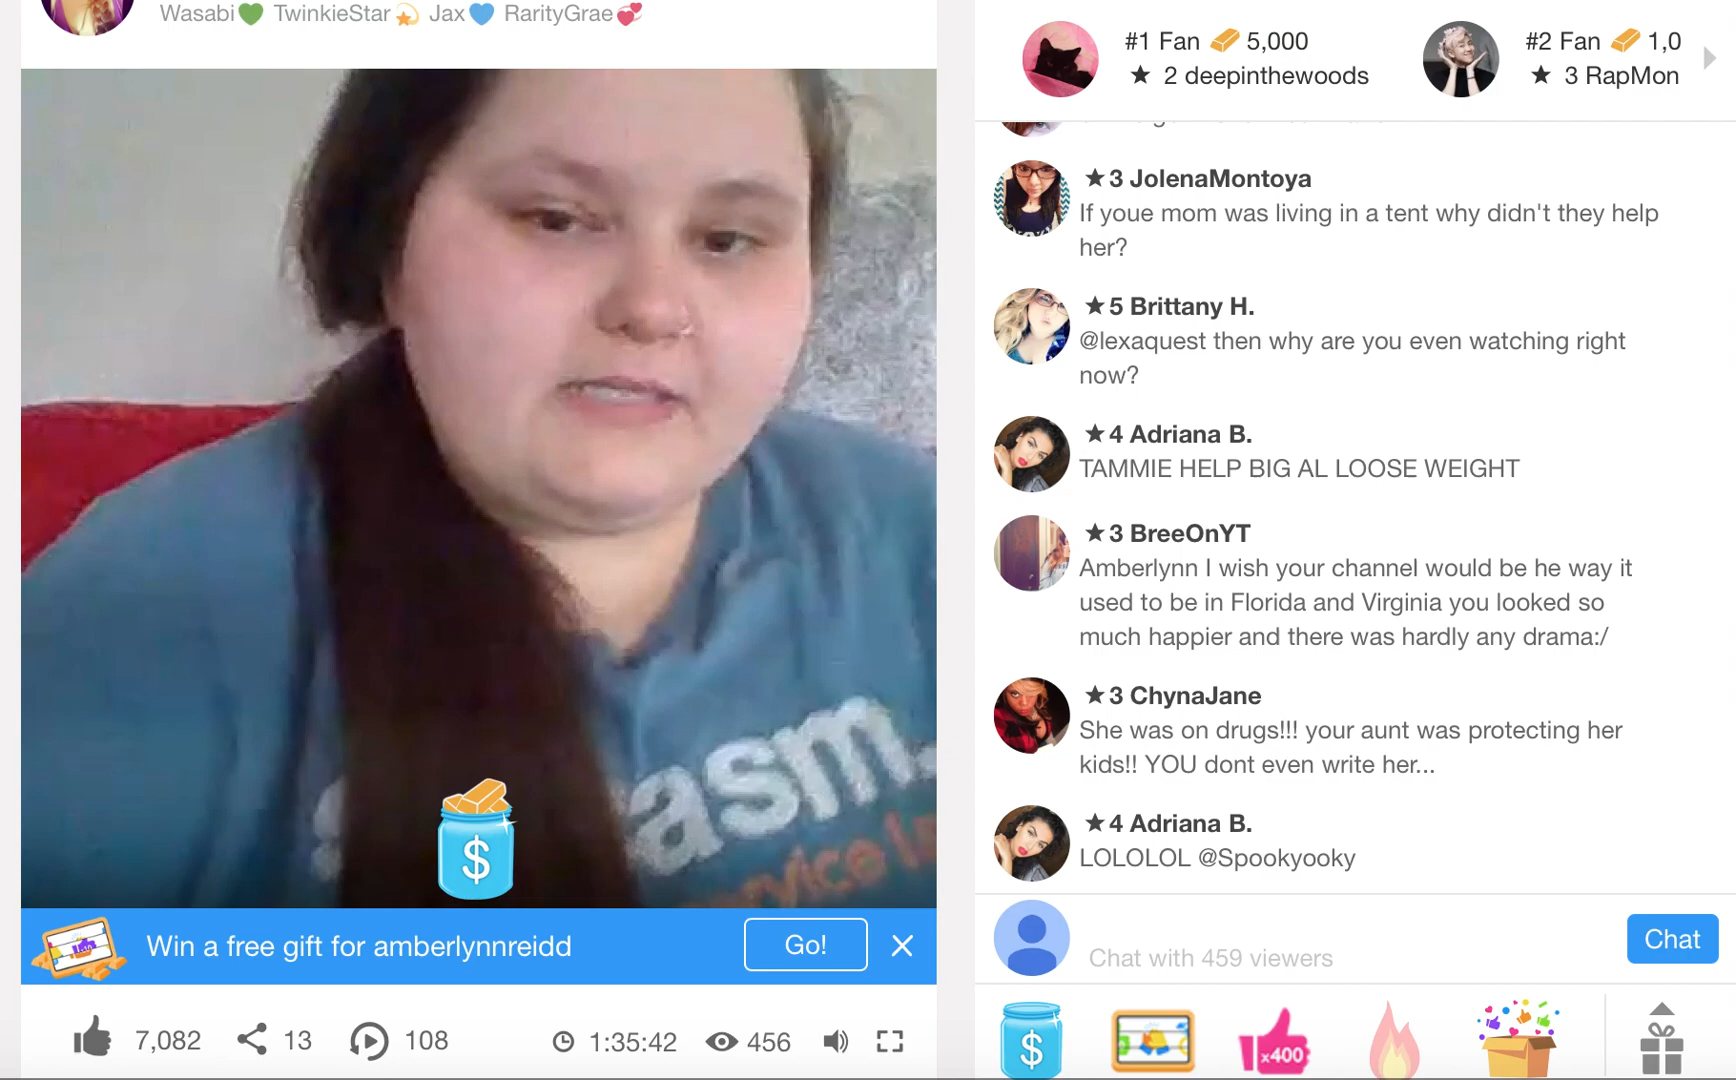 Wasabi💚 TwinkieStar💫 Jax💙 RarityGrae💞
asm.
Win a free gift for amberlynnreidd
Go!
7,082
13
108
1:35:42
456
#1 Fan 5,000
★ 2 deepinthewoods
#2 Fan 1,0
★ 3 RapMon
★3 JolenaMontoya
If youe mom was living in a tent why didn't they help
her?
★5 Brittany H.
@lexaquest then why are you even watching right
now?
★4 Adriana B.
TAMMIE HELP BIG AL LOOSE WEIGHT
★3 BreeOnYT
Amberlynn I wish your channel would be he way it
used to be in Florida and Virginia you looked so
much happier and there was hardly any drama:/
★3 ChynaJane
She was on drugs!!! your aunt was protecting her
kids!! YOU dont even write her...
★4 Adriana B.
LOLOLOL @Spookyooky
Chat with 459 viewers
Chat
$
$
x400